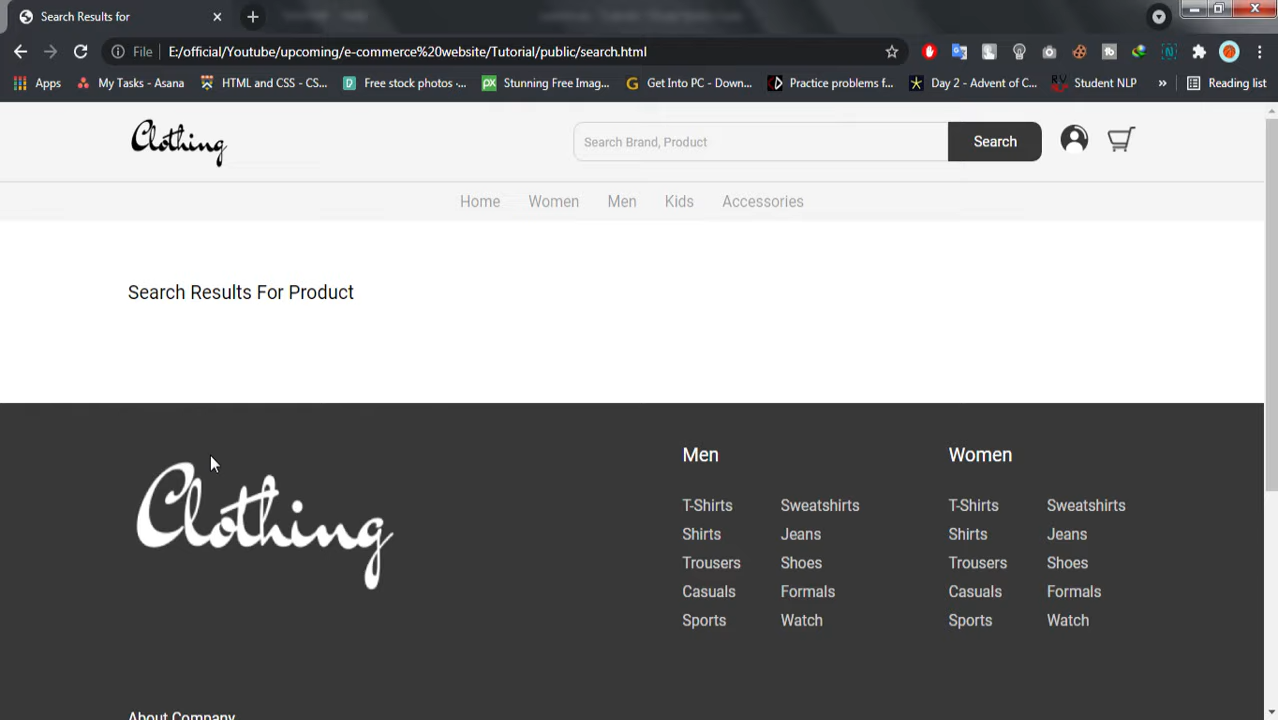 Search Results for
File
E:/official/Youtube/upcoming/e-commerce%20website/Tutorial/public/search.html
Apps My Tasks - Asana HTML and CSS - CS... Free stock photos -... Stunning Free Imag... Get Into PC - Down... Practice problems f... Day 2 - Advent of C... Student NLP » Reading list
Clothing
Search Brand, Product
Search
Home Women Men Kids Accessories
Search Results For Product
Clothing
Men Women
T-Shirts Sweatshirts T-Shirts Sweatshirts
Shirts Jeans Shirts Jeans
Trousers Shoes Trousers Shoes
Casuals Formals Casuals Formals
Sports Watch Sports Watch
About Company